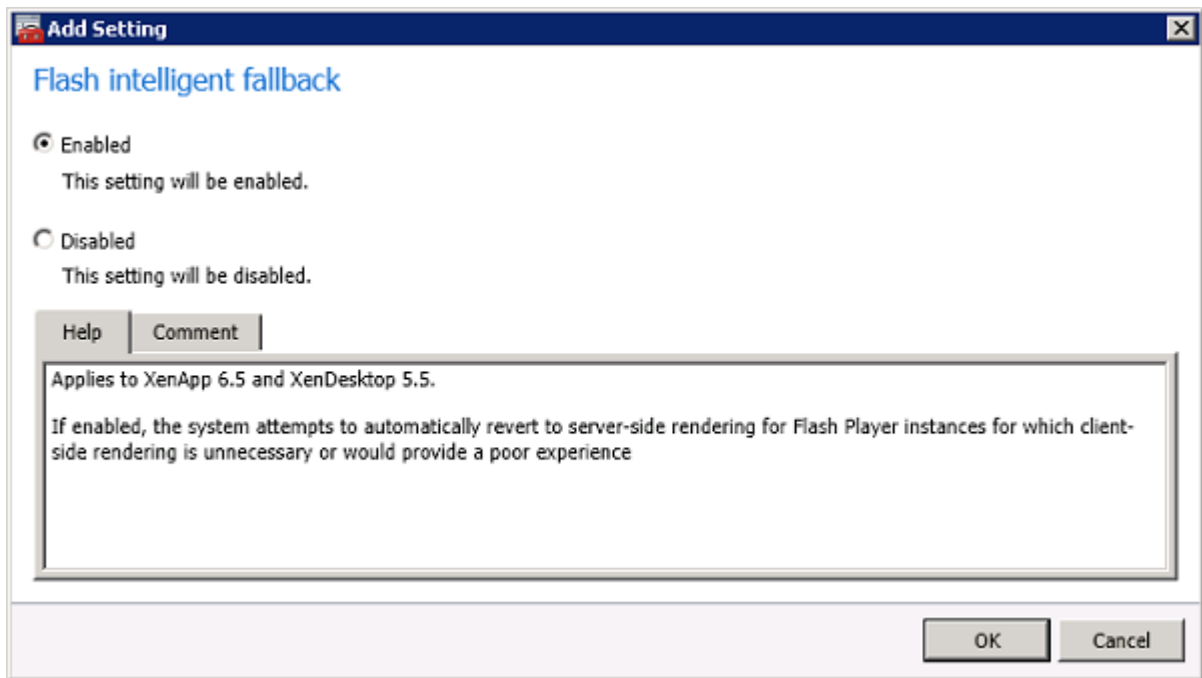 Add Setting
Flash intelligent fallback
Enabled
This setting will be enabled.
Disabled
This setting will be disabled.
Help Comment
Applies to XenApp 6.5 and XenDesktop 5.5.
If enabled, the system attempts to automatically revert to server-side rendering for Flash Player instances for which client-
side rendering is unnecessary or would provide a poor experience
OK Cancel